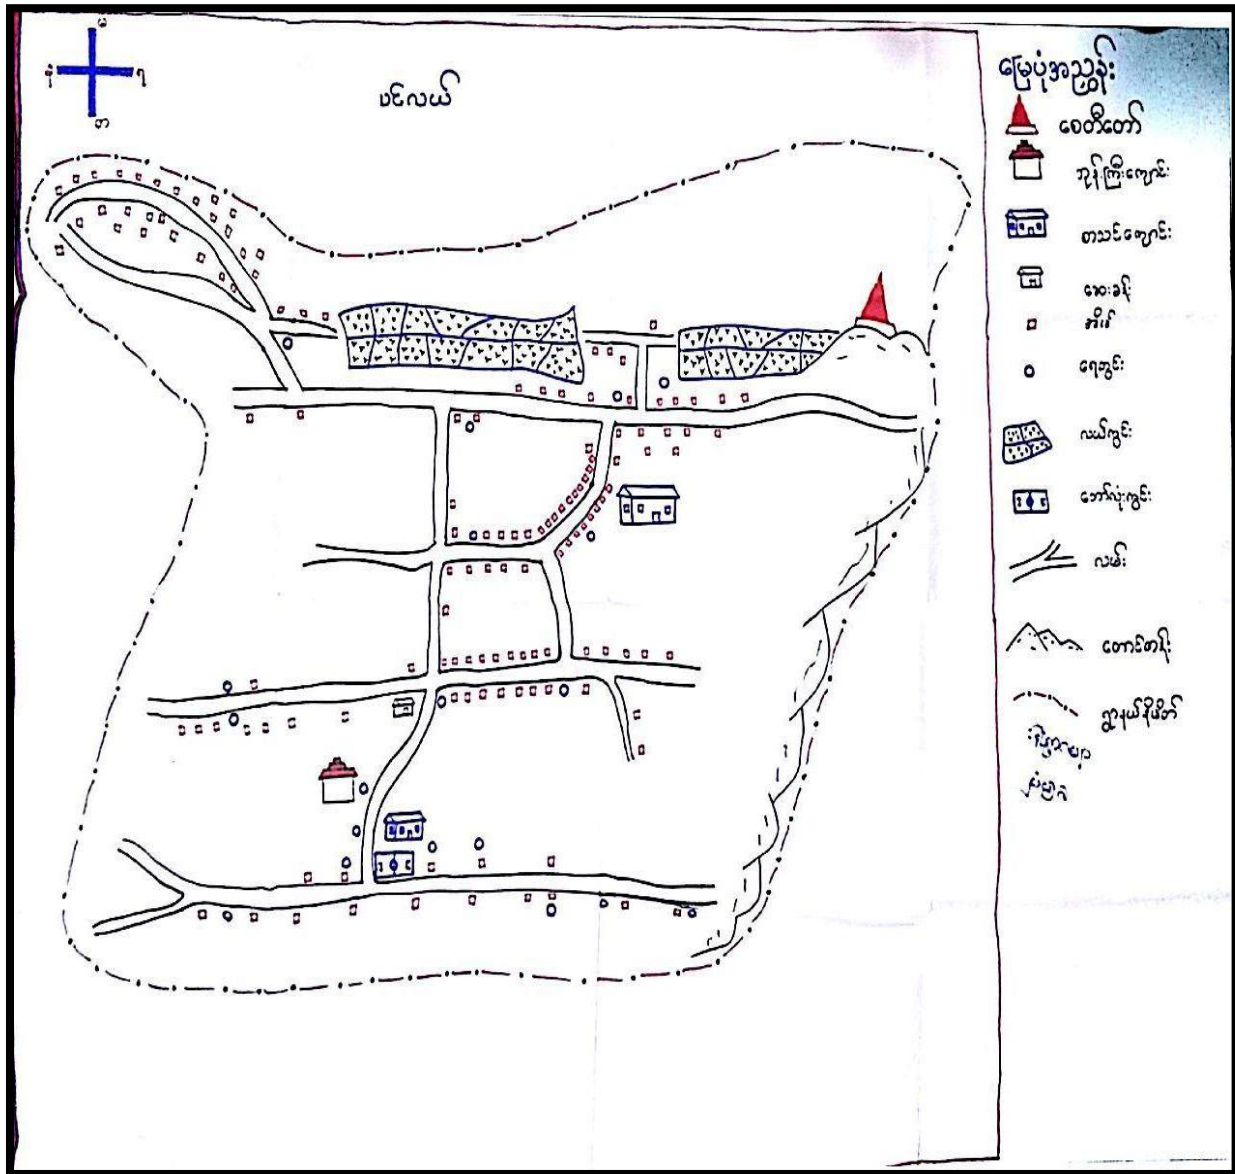 မ
န ရ
တ
ပင်လယ်
မြေပုံအညွှန်း
စေတီတော်
ဘုန်းကြီးကျောင်း
စာသင်ကျောင်း
ဆေးခန်း
အိမ်
ရေတွင်း
လယ်ကွင်း
ဘော်လုံးကွင်း
လမ်း
တောင်တန်း
ရွာနယ်နိမိတ်